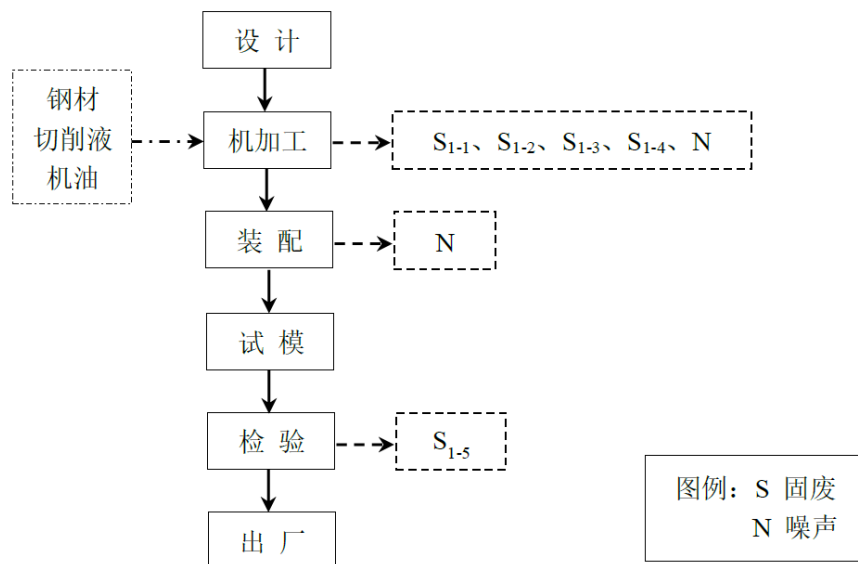 设 计
钢材
切削液
机油
机加工
S1-1、S1-2、S1-3、S1-4、N
装 配
N
试 模
检 验
S1-5
出 厂
图例：S 固废
N 噪声